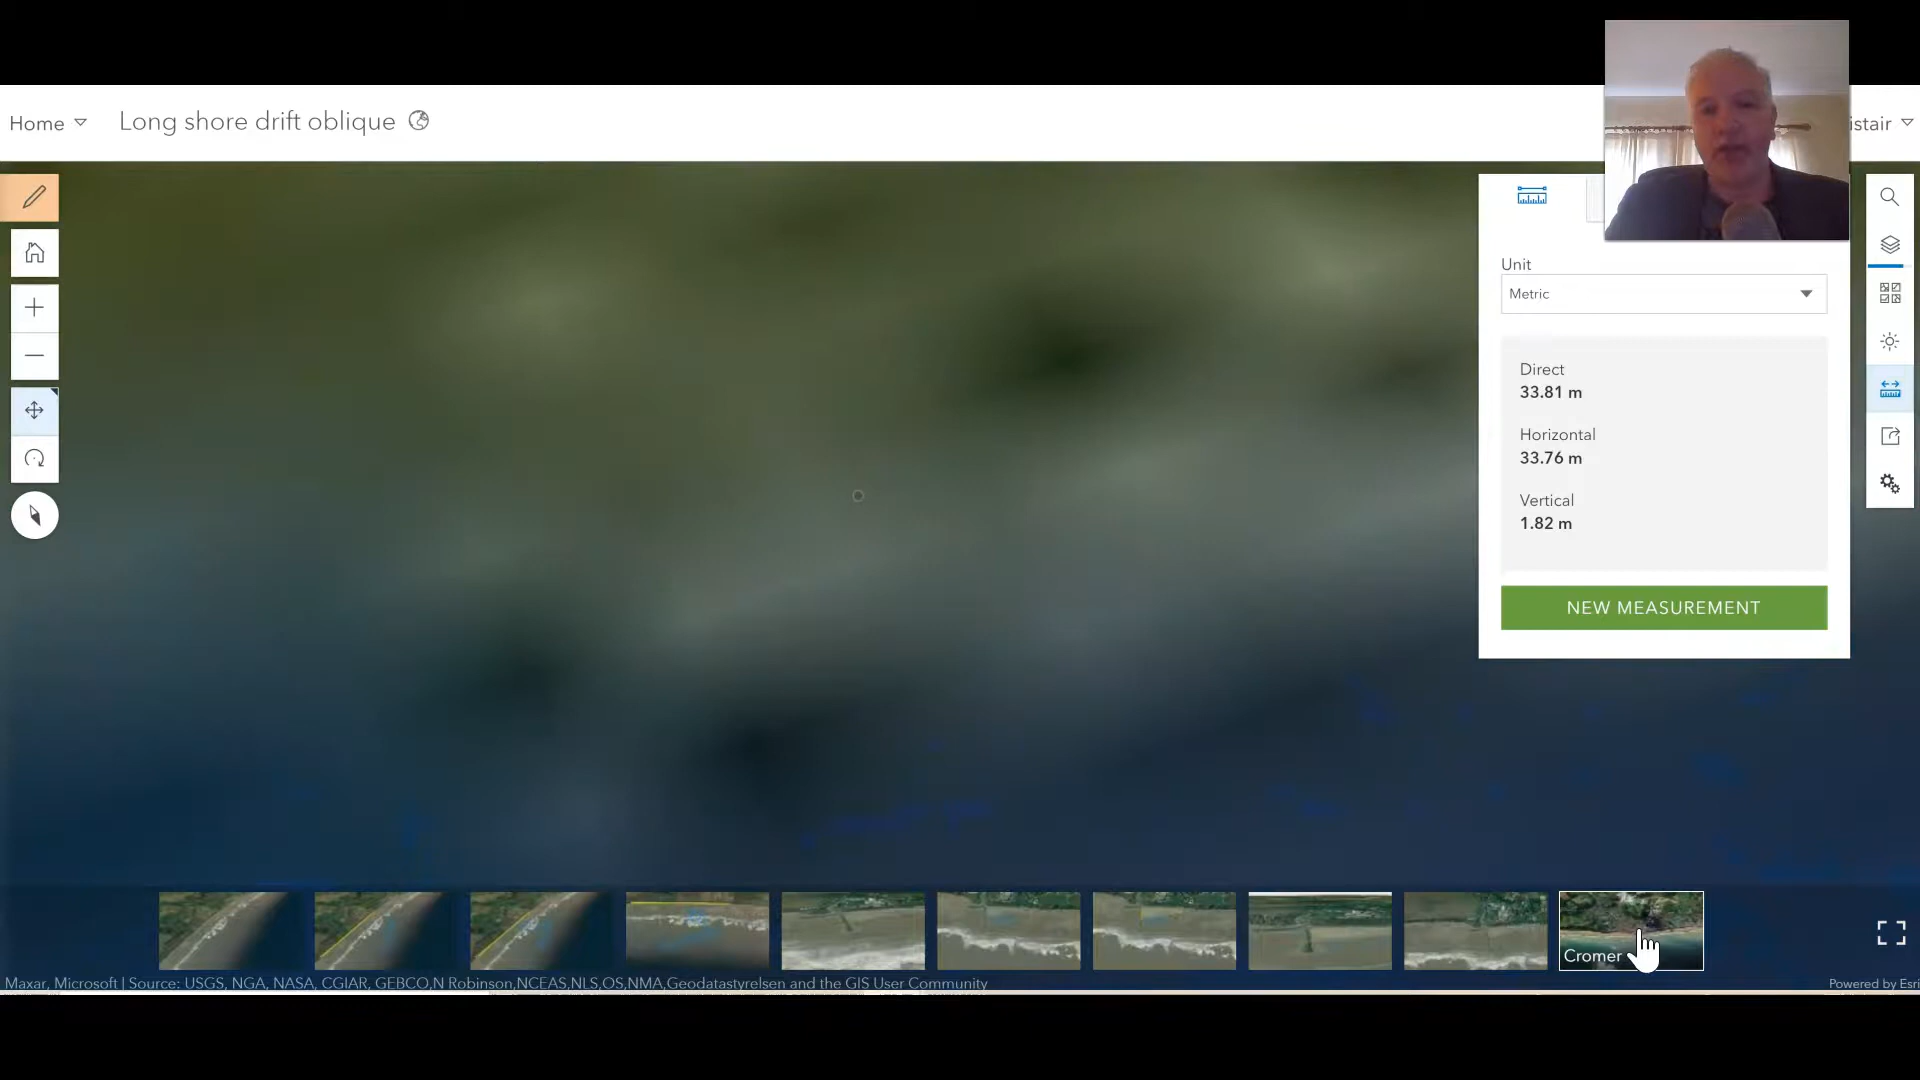 Home
Long shore drift oblique
istair
Unit
Metric
Direct
33.81 m
Horizontal
33.76 m
Vertical
1.82 m
NEW MEASUREMENT
Cromer
Maxar, Microsoft | Source: USGS, NGA, NASA, CGIAR, GEBCO,N Robinson,NCEAS,NLS,OS,NMA,Geodatastyrelsen and the GIS User Community
Powered by Esri